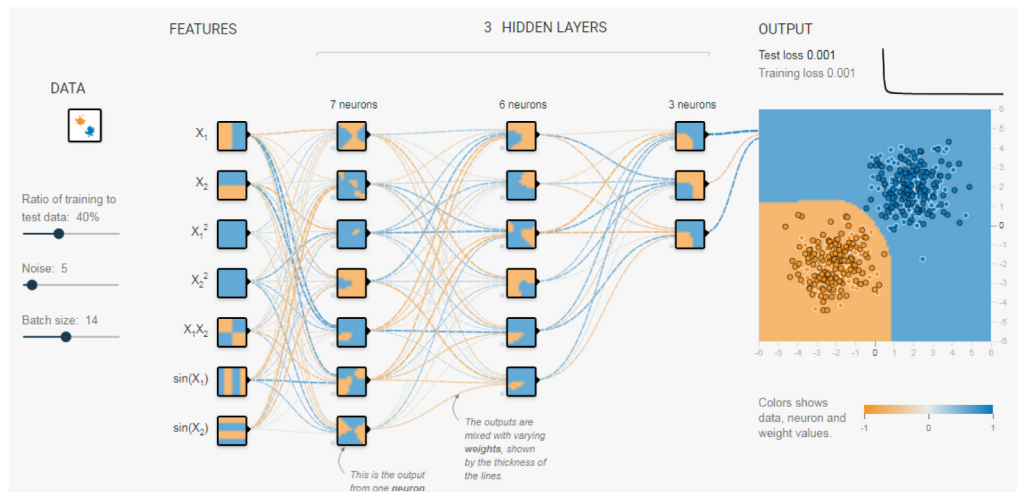 FEATURES
3 HIDDEN LAYERS
OUTPUT
Test loss 0.001
Training loss 0.001
DATA
7 neurons
6 neurons
3 neurons
X₁
X₂
X₁²
X₂²
X₁X₂
sin(X₁)
sin(X₂)
Ratio of training to
test data: 40%
Noise: 5
Batch size: 14
6
5
4
3
2
1
0
-1
-2
-3
-4
-5
-6
-6 -5 -4 -3 -2 -1 0 1 2 3 4 5 6
The outputs are
mixed with varying
weights, shown
by the thickness of
the lines.
This is the output
from one neuron
Colors shows
data, neuron and
weight values.
-1 0 1